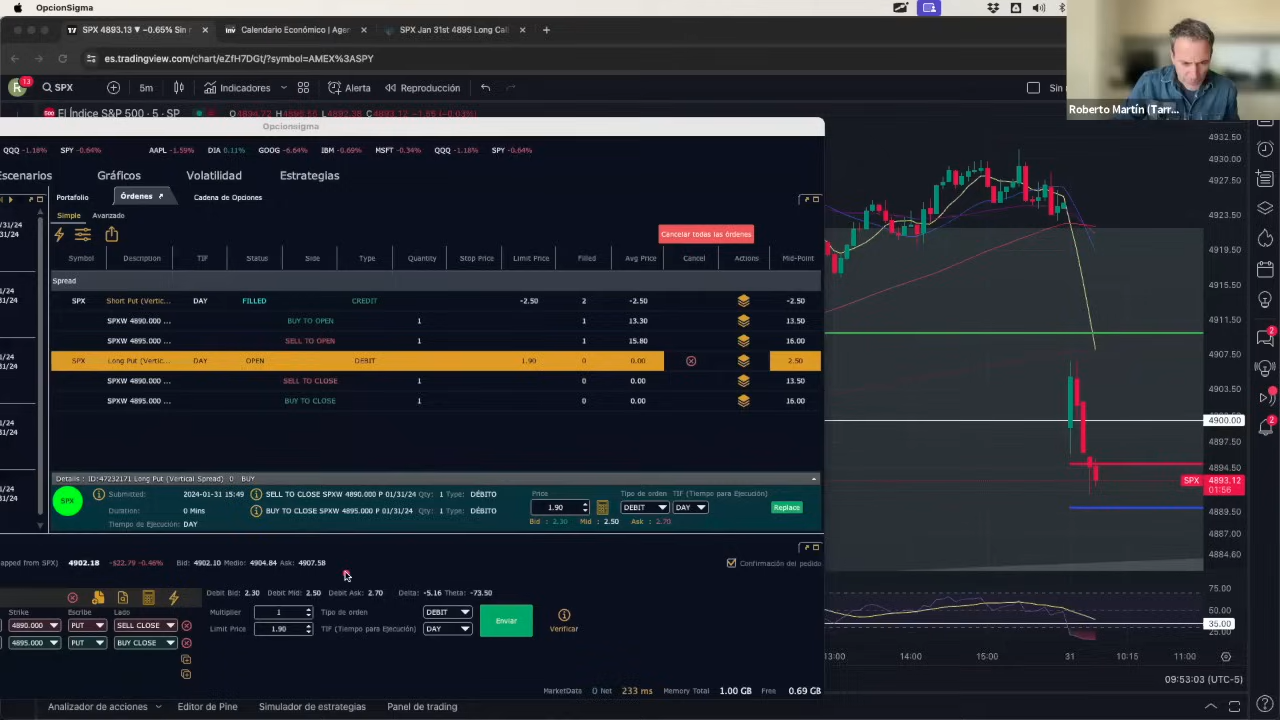 OpcionSigma
SPX 4893.13 ▼ −0.65% Sin r
Calendario Económico | Ager
SPX Jan 31st 4895 Long Cal
es.tradingview.com/chart/eZfH7DGt/?symbol=AMEX%3ASPY
13
SPX
5m
Indicadores
Alerta
Reproducción
El Índice S&P 500 · 5 · SP
Roberto Martín (Tarr...
Opcionsigma
QQQ -1.18% SPY -0.64% AAPL -1.59% DIA 0.11% GOOG -6.64% IBM -0.69% MSFT -0.34% QQQ -1.18% SPY -0.64%
Escenarios Gráficos Volatilidad Estrategias
Portafolio Órdenes Cadena de Opciones
Simple Avanzado
Cancelar todas las órdenes
Symbol Description TIF Status Side Type Quantity Stop Price Limit Price Filled Avg Price Cancel Actions Mid-Point
Spread
SPX Short Put (Vertic... DAY FILLED CREDIT -2.50 2 -2.50 -2.50
SPXW 4890.000 ... BUY TO OPEN 1 1 13.30 13.50
SPXW 4895.000 ... SELL TO OPEN 1 1 15.80 16.00
SPX Long Put (Vertic... DAY OPEN DEBIT 1.90 0 0.00 2.50
SPXW 4890.000 ... SELL TO CLOSE 1 0 0.00 13.50
SPXW 4895.000 ... BUY TO CLOSE 1 0 0.00 16.00
Details : ID:47232171 Long Put (Vertical Spread) 0 BUY
SPX
Submitted: 2024-01-31 15:49 SELL TO CLOSE SPXW 4890.000 P 01/31/24 Qty: 1 Type: DÉBITO
Duration: 0 Mins BUY TO CLOSE SPXW 4895.000 P 01/31/24 Qty: 1 Type: DÉBITO
Tiempo de Ejecución: DAY
Price Tipo de orden TIF (Tiempo para Ejecución)
1.90 DEBIT DAY Replace
Bid : 2.30 Mid : 2.50 Ask : 2.70
apped from SPX) 4902.18 -$22.79 -0.46% Bid: 4902.10 Medio: 4904.84 Ask: 4907.58
Confirmación del pedido
Debit Bid: 2.30 Debit Mid: 2.50 Debit Ask: 2.70 Delta: -5.16 Theta: -73.50
Strike Escribe Lado
4890.000 PUT SELL CLOSE
4895.000 PUT BUY CLOSE
Multiplier 1 Tipo de orden DEBIT
Limit Price 1.90 TIF (Tiempo para Ejecución) DAY
Enviar
Verificar
MarketData 0 Net 233 ms Memory Total 1.00 GB Free 0.69 GB
4932.50
4930.00
4927.50
4923.50
4919.50
4915.50
4911.50
4907.50
4903.50
4900.00
4897.50
4894.50
SPX 4893.12
01:56
4889.50
4884.60
75.00
50.00
35.00
25.00
13:00 14:00 15:00 31 10:15 11:00
09:53:03 (UTC-5)
Analizador de acciones Editor de Pine Simulador de estrategias Panel de trading